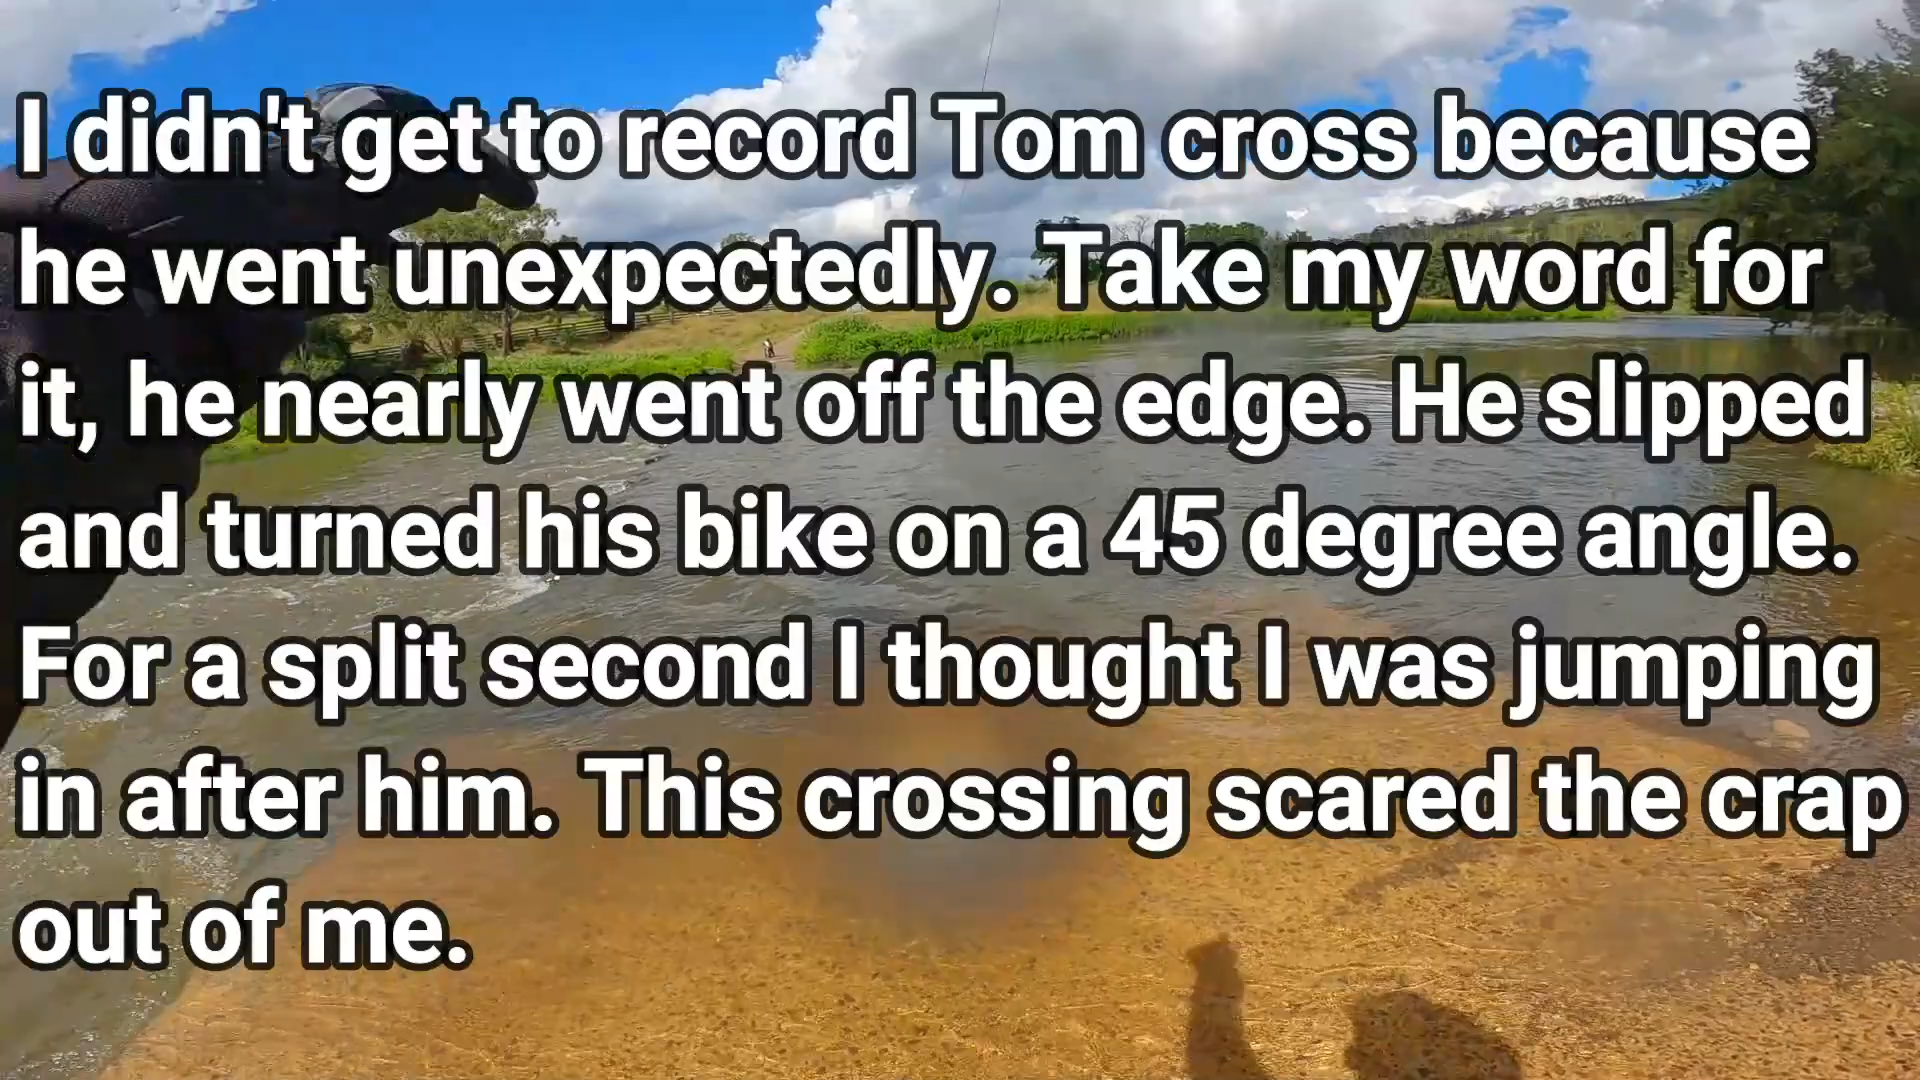 I didn't get to record Tom cross because
he went unexpectedly. Take my word for
it, he nearly went off the edge. He slipped
and turned his bike on a 45 degree angle.
For a split second I thought I was jumping
in after him. This crossing scared the crap
out of me.